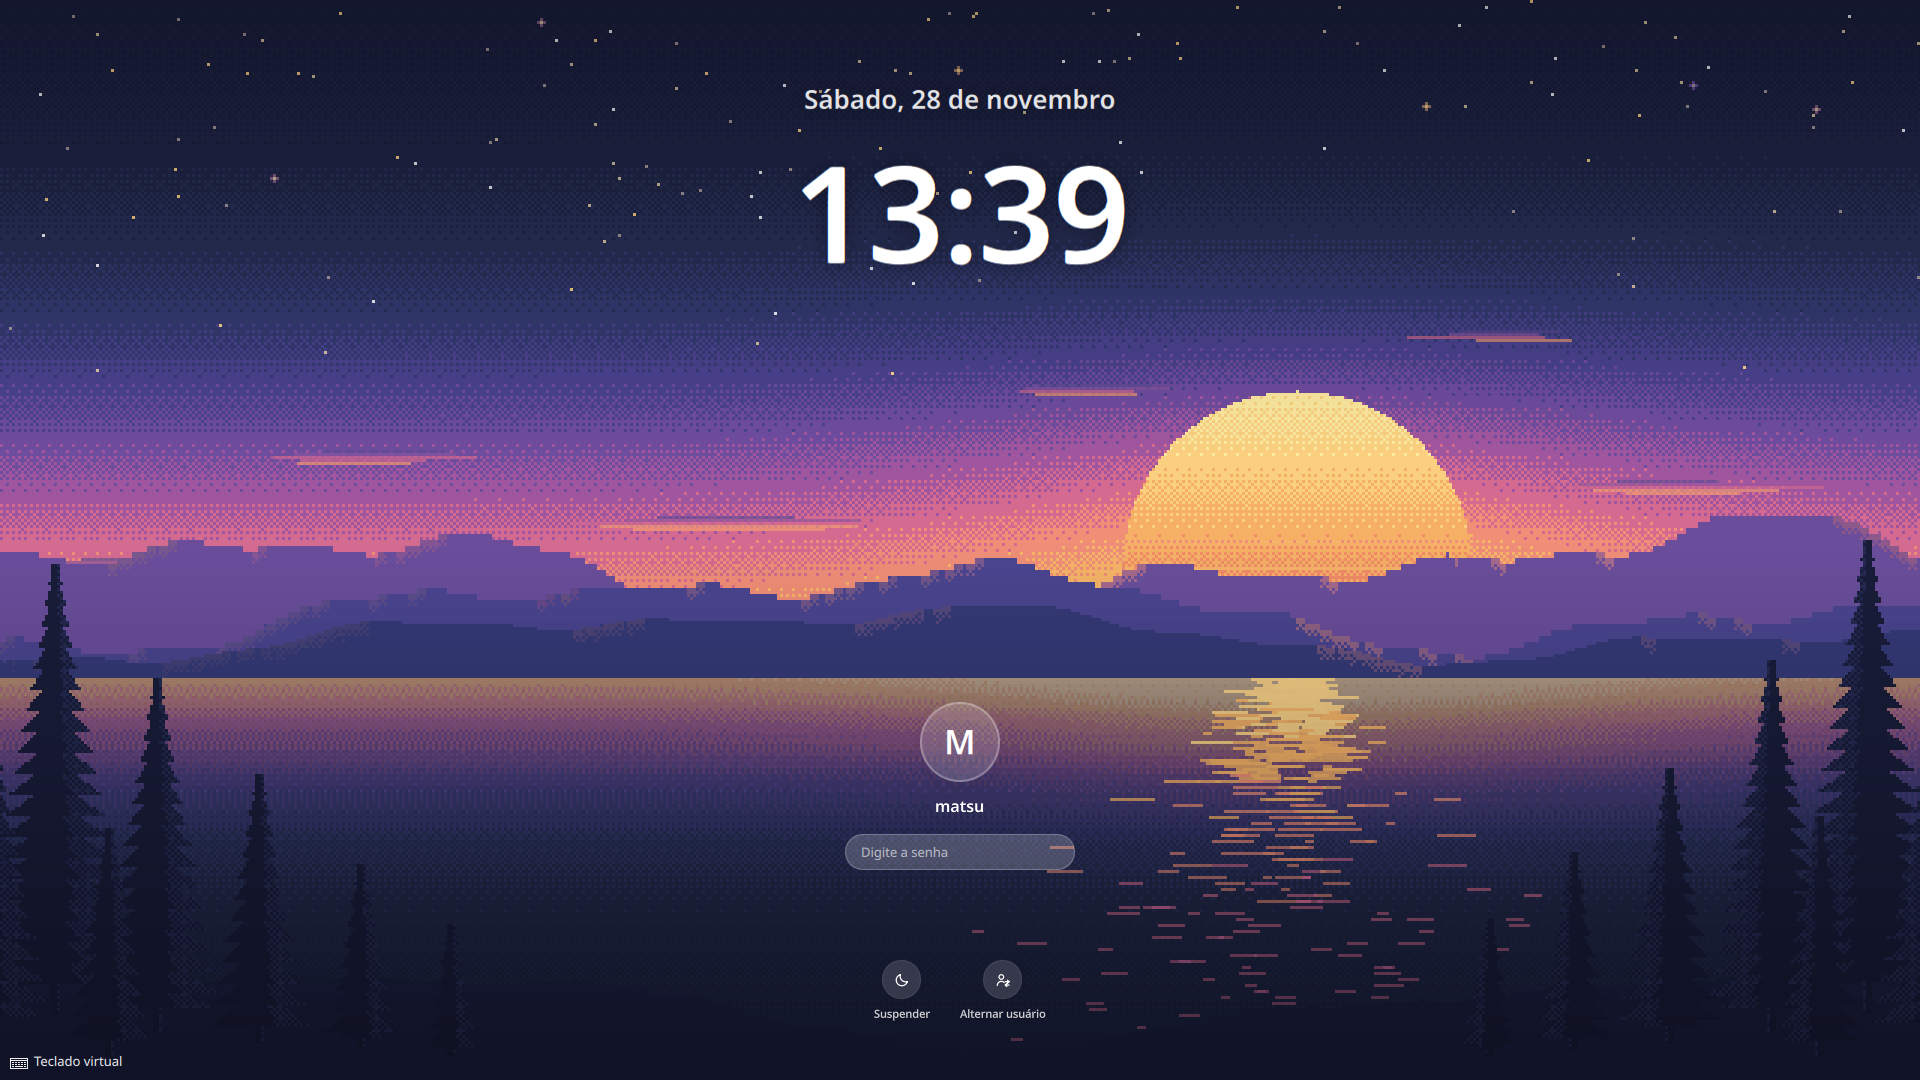 Sábado, 28 de novembro
13:39
M
matsu
Digite a senha
Suspender
Alternar usuário
Teclado virtual